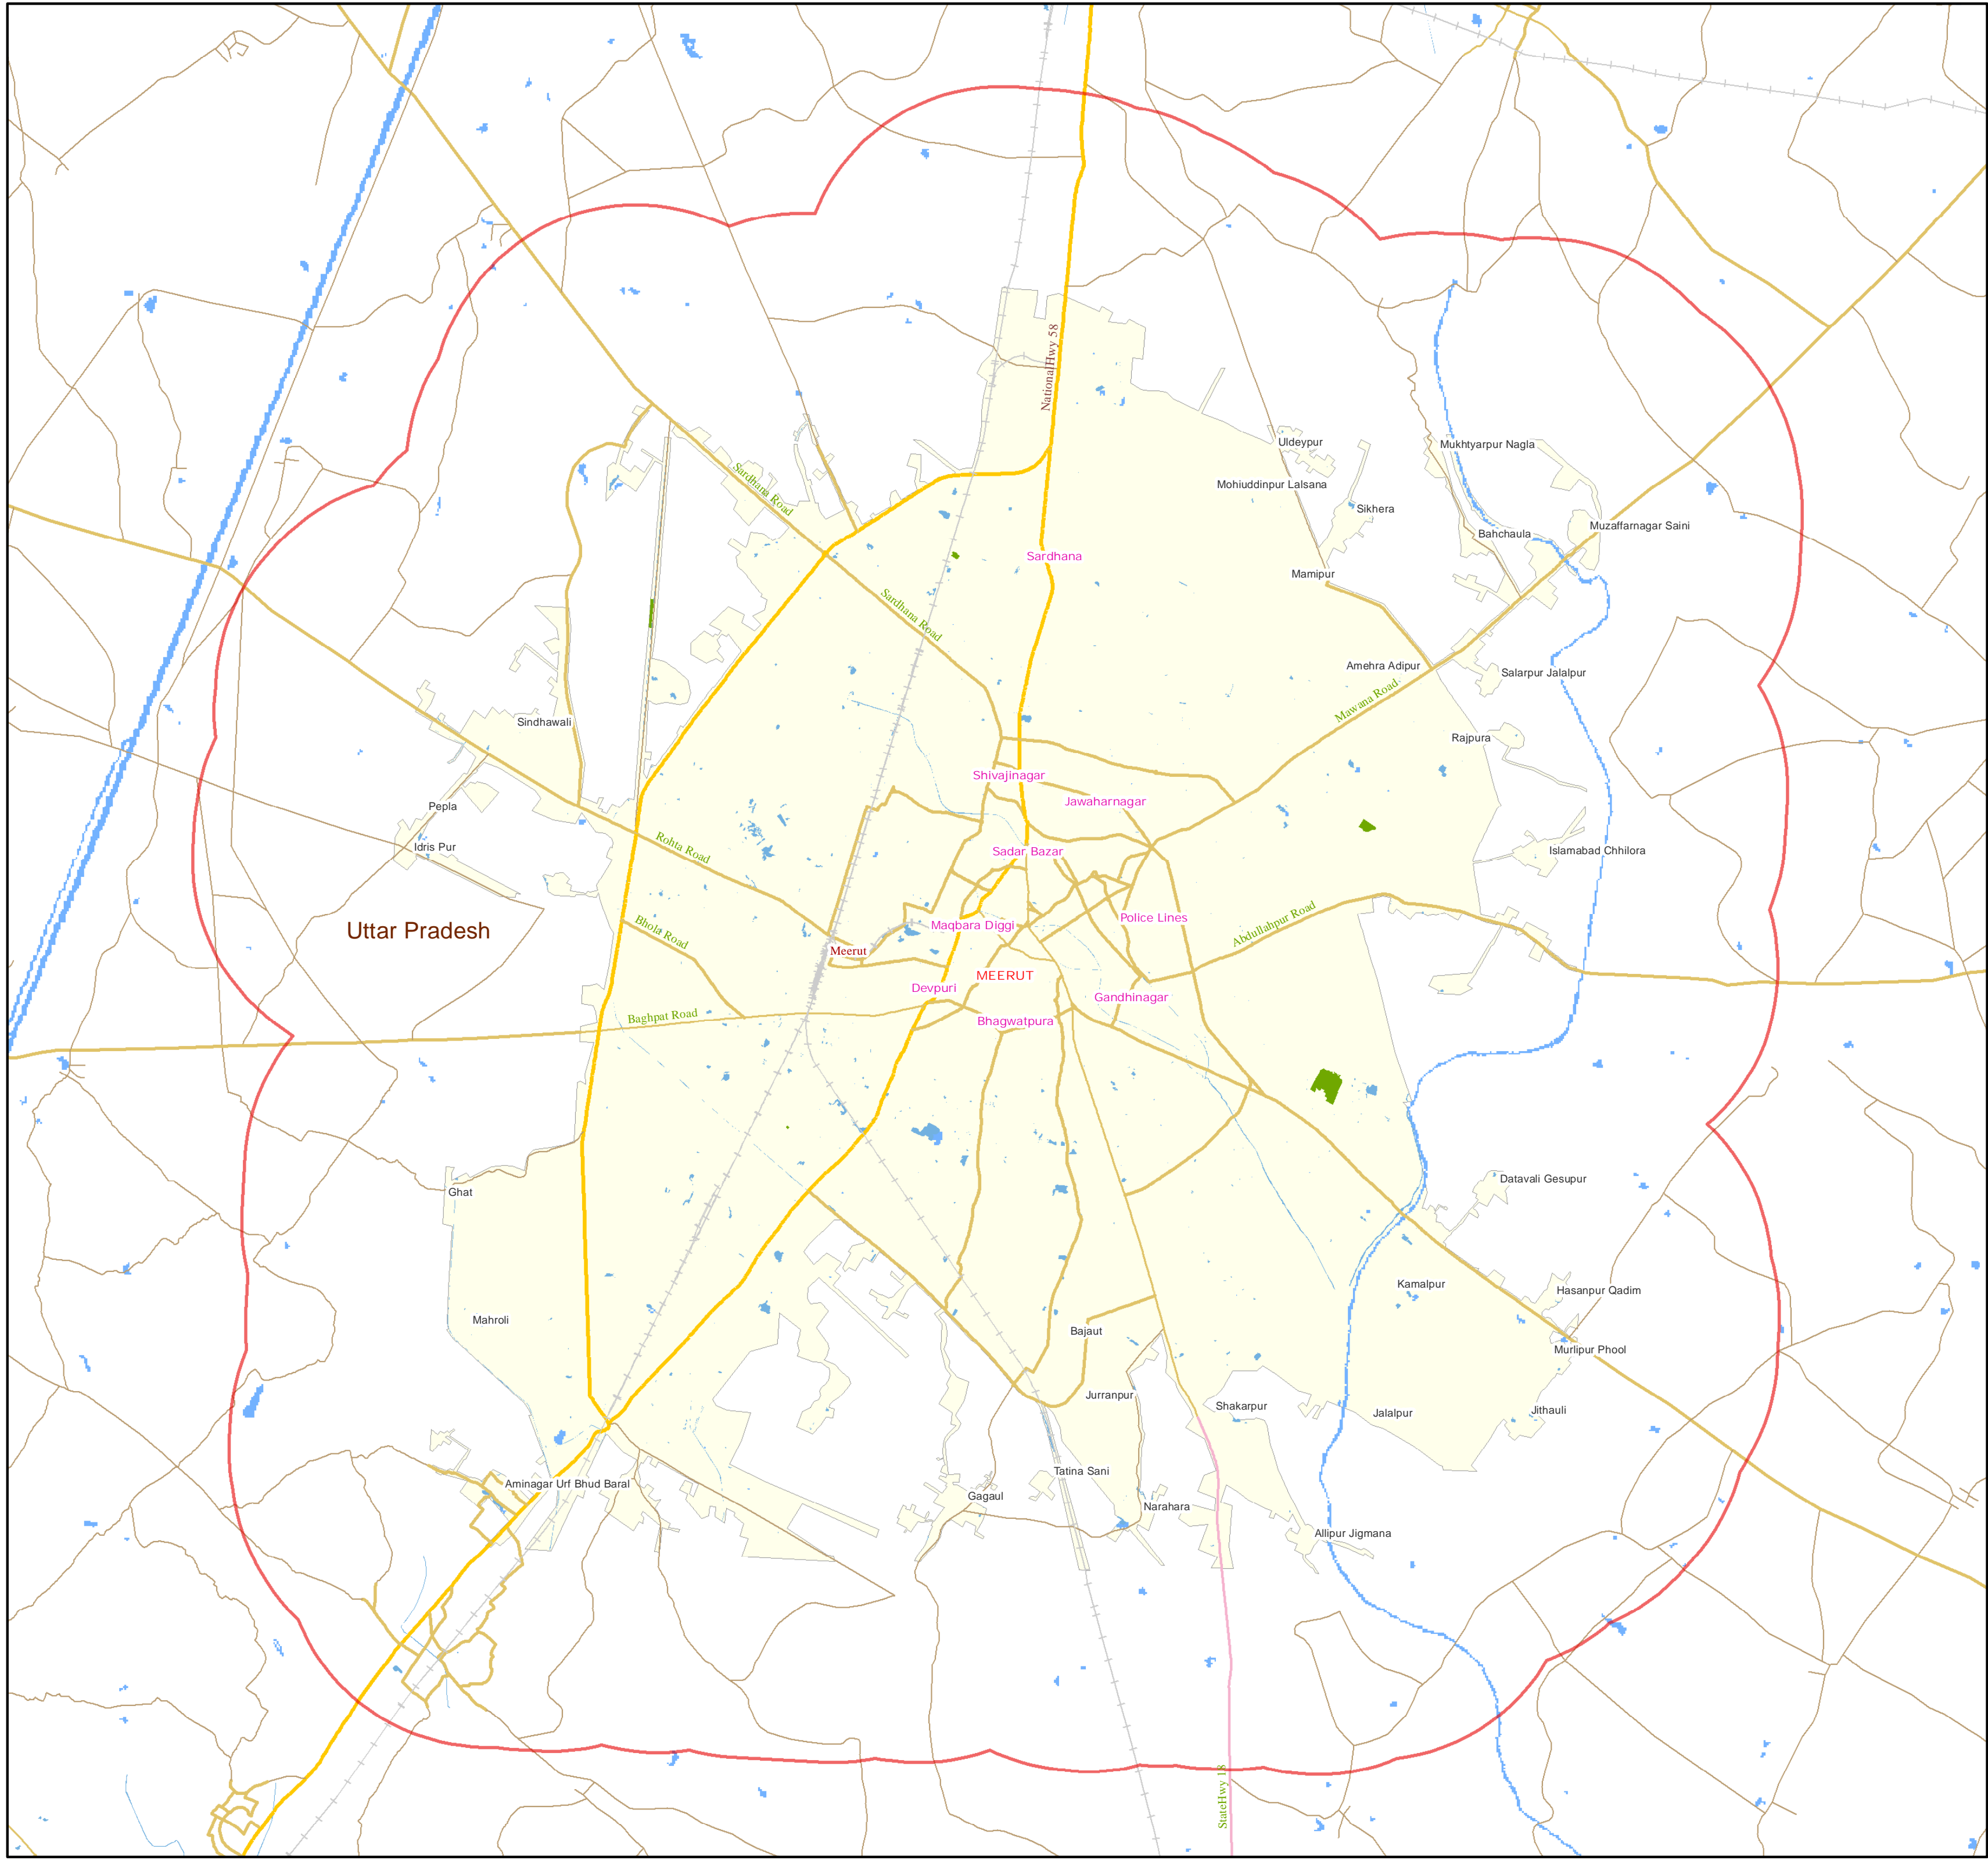 NationalHwy 58
Uldeypur
Mukhtyarpur Nagla
Sardhana Road
Mohiuddinpur Lalsana
Sikhera
Muzaffarnagar Saini
Bahchaula
Sardhana
Mamipur
Sardhana Road
Amehra Adipur
Salarpur Jalalpur
Mawana Road
Sindhawali
Rajpura
Shivajinagar
Jawaharnagar
Pepla
Idris Pur
Rohta Road
Sadar Bazar
Islamabad Chhilora
Uttar Pradesh
Bhola Road
Maqbara Diggi
Police Lines
Abdullahpur Road
Meerut
MEERUT
Devpuri
Gandhinagar
Baghpat Road
Bhagwatpura
Datavali Gesupur
Ghat
Kamalpur
Hasanpur Qadim
Mahroli
Bajaut
Murlipur Phool
Jurranpur
Shakarpur
Jalalpur
Jithauli
Tatina Sani
Aminagar Urf Bhud Baral
Gagaul
Narahara
Allipur Jigmana
StateHwy 18